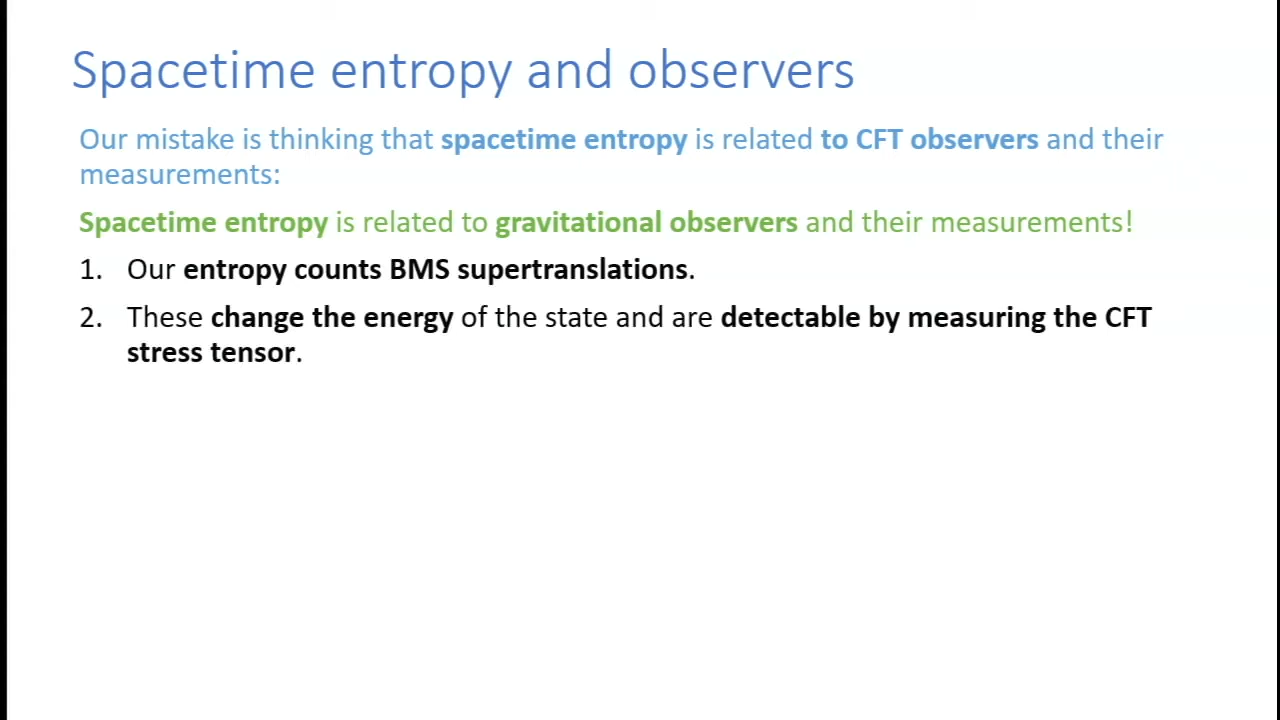 Spacetime entropy and observers
Our mistake is thinking that spacetime entropy is related to CFT observers and their
measurements:
Spacetime entropy is related to gravitational observers and their measurements!
1. Our entropy counts BMS supertranslations.
2. These change the energy of the state and are detectable by measuring the CFT
stress tensor.